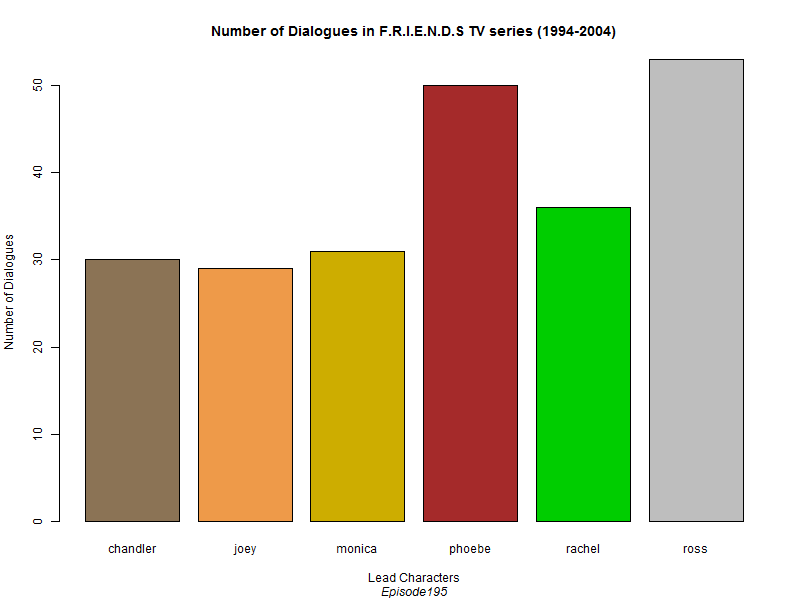 Number of Dialogues in F.R.I.E.N.D.S TV series (1994-2004)
Number of Dialogues
50
40
30
20
10
0
chandler joey monica phoebe rachel ross
Lead Characters
Episode195